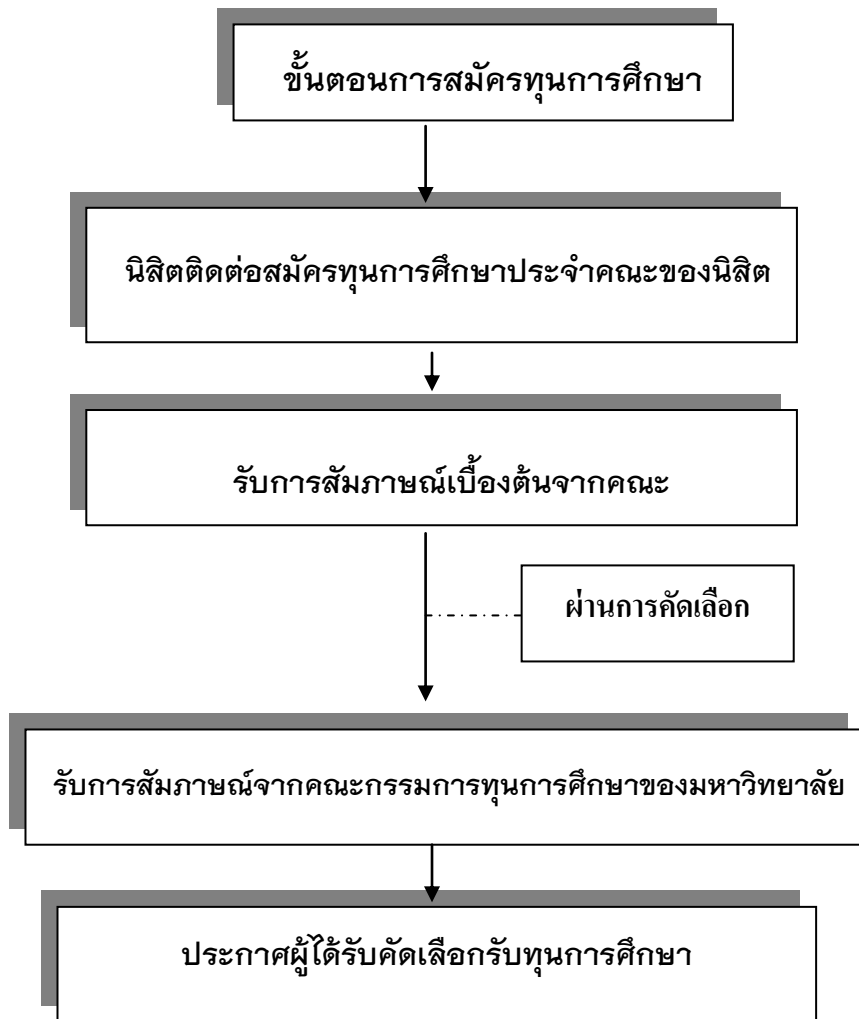 ขั้นตอนการสมัครทุนการศึกษา
นิสิตติดต่อสมัครทุนการศึกษาประจำคณะของนิสิต
รับการสัมภาษณ์เบื้องต้นจากคณะ
ผ่านการคัดเลือก
รับการสัมภาษณ์จากคณะกรรมการทุนการศึกษาของมหาวิทยาลัย
ประกาศผู้ได้รับคัดเลือกรับทุนการศึกษา